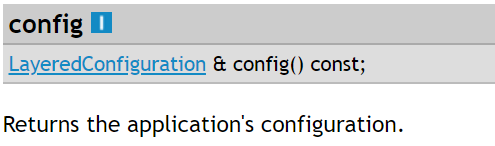 config I
LayeredConfiguration & config() const;
Returns the application's configuration.